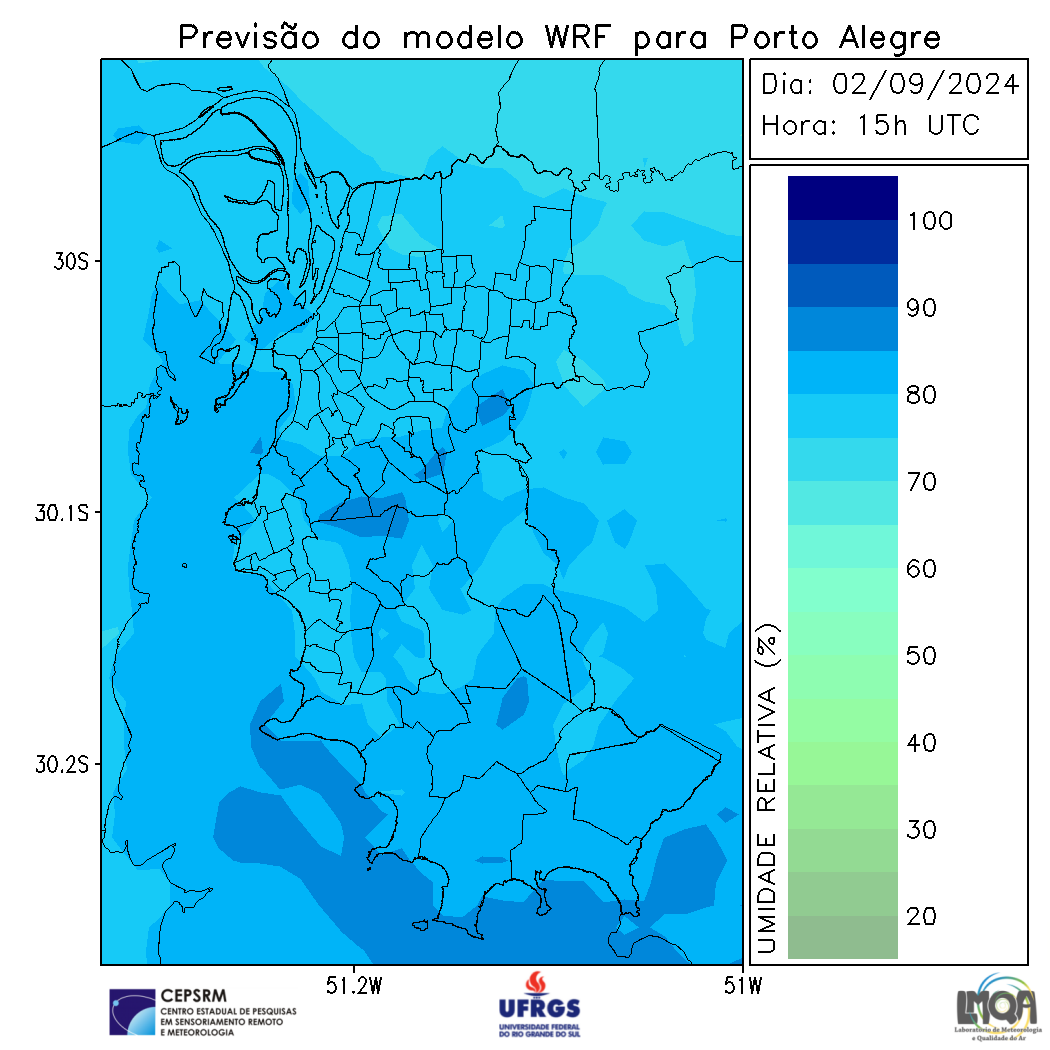 Previsão do modelo WRF para Porto Alegre
Dia: 02/09/2024
Hora: 15h UTC
100
90
80
70
60
50
40
30
20
UMIDADE RELATIVA (%)
30S
30.1S
30.2S
51.2W
51W
CEPSRM
CENTRO ESTADUAL DE PESQUISAS
EM SENSORIAMENTO REMOTO
E METEOROLOGIA
UFRGS
UNIVERSIDADE FEDERAL
DO RIO GRANDE DO SUL
LMQA
Laboratório de Meteorologia
e Qualidade do Ar